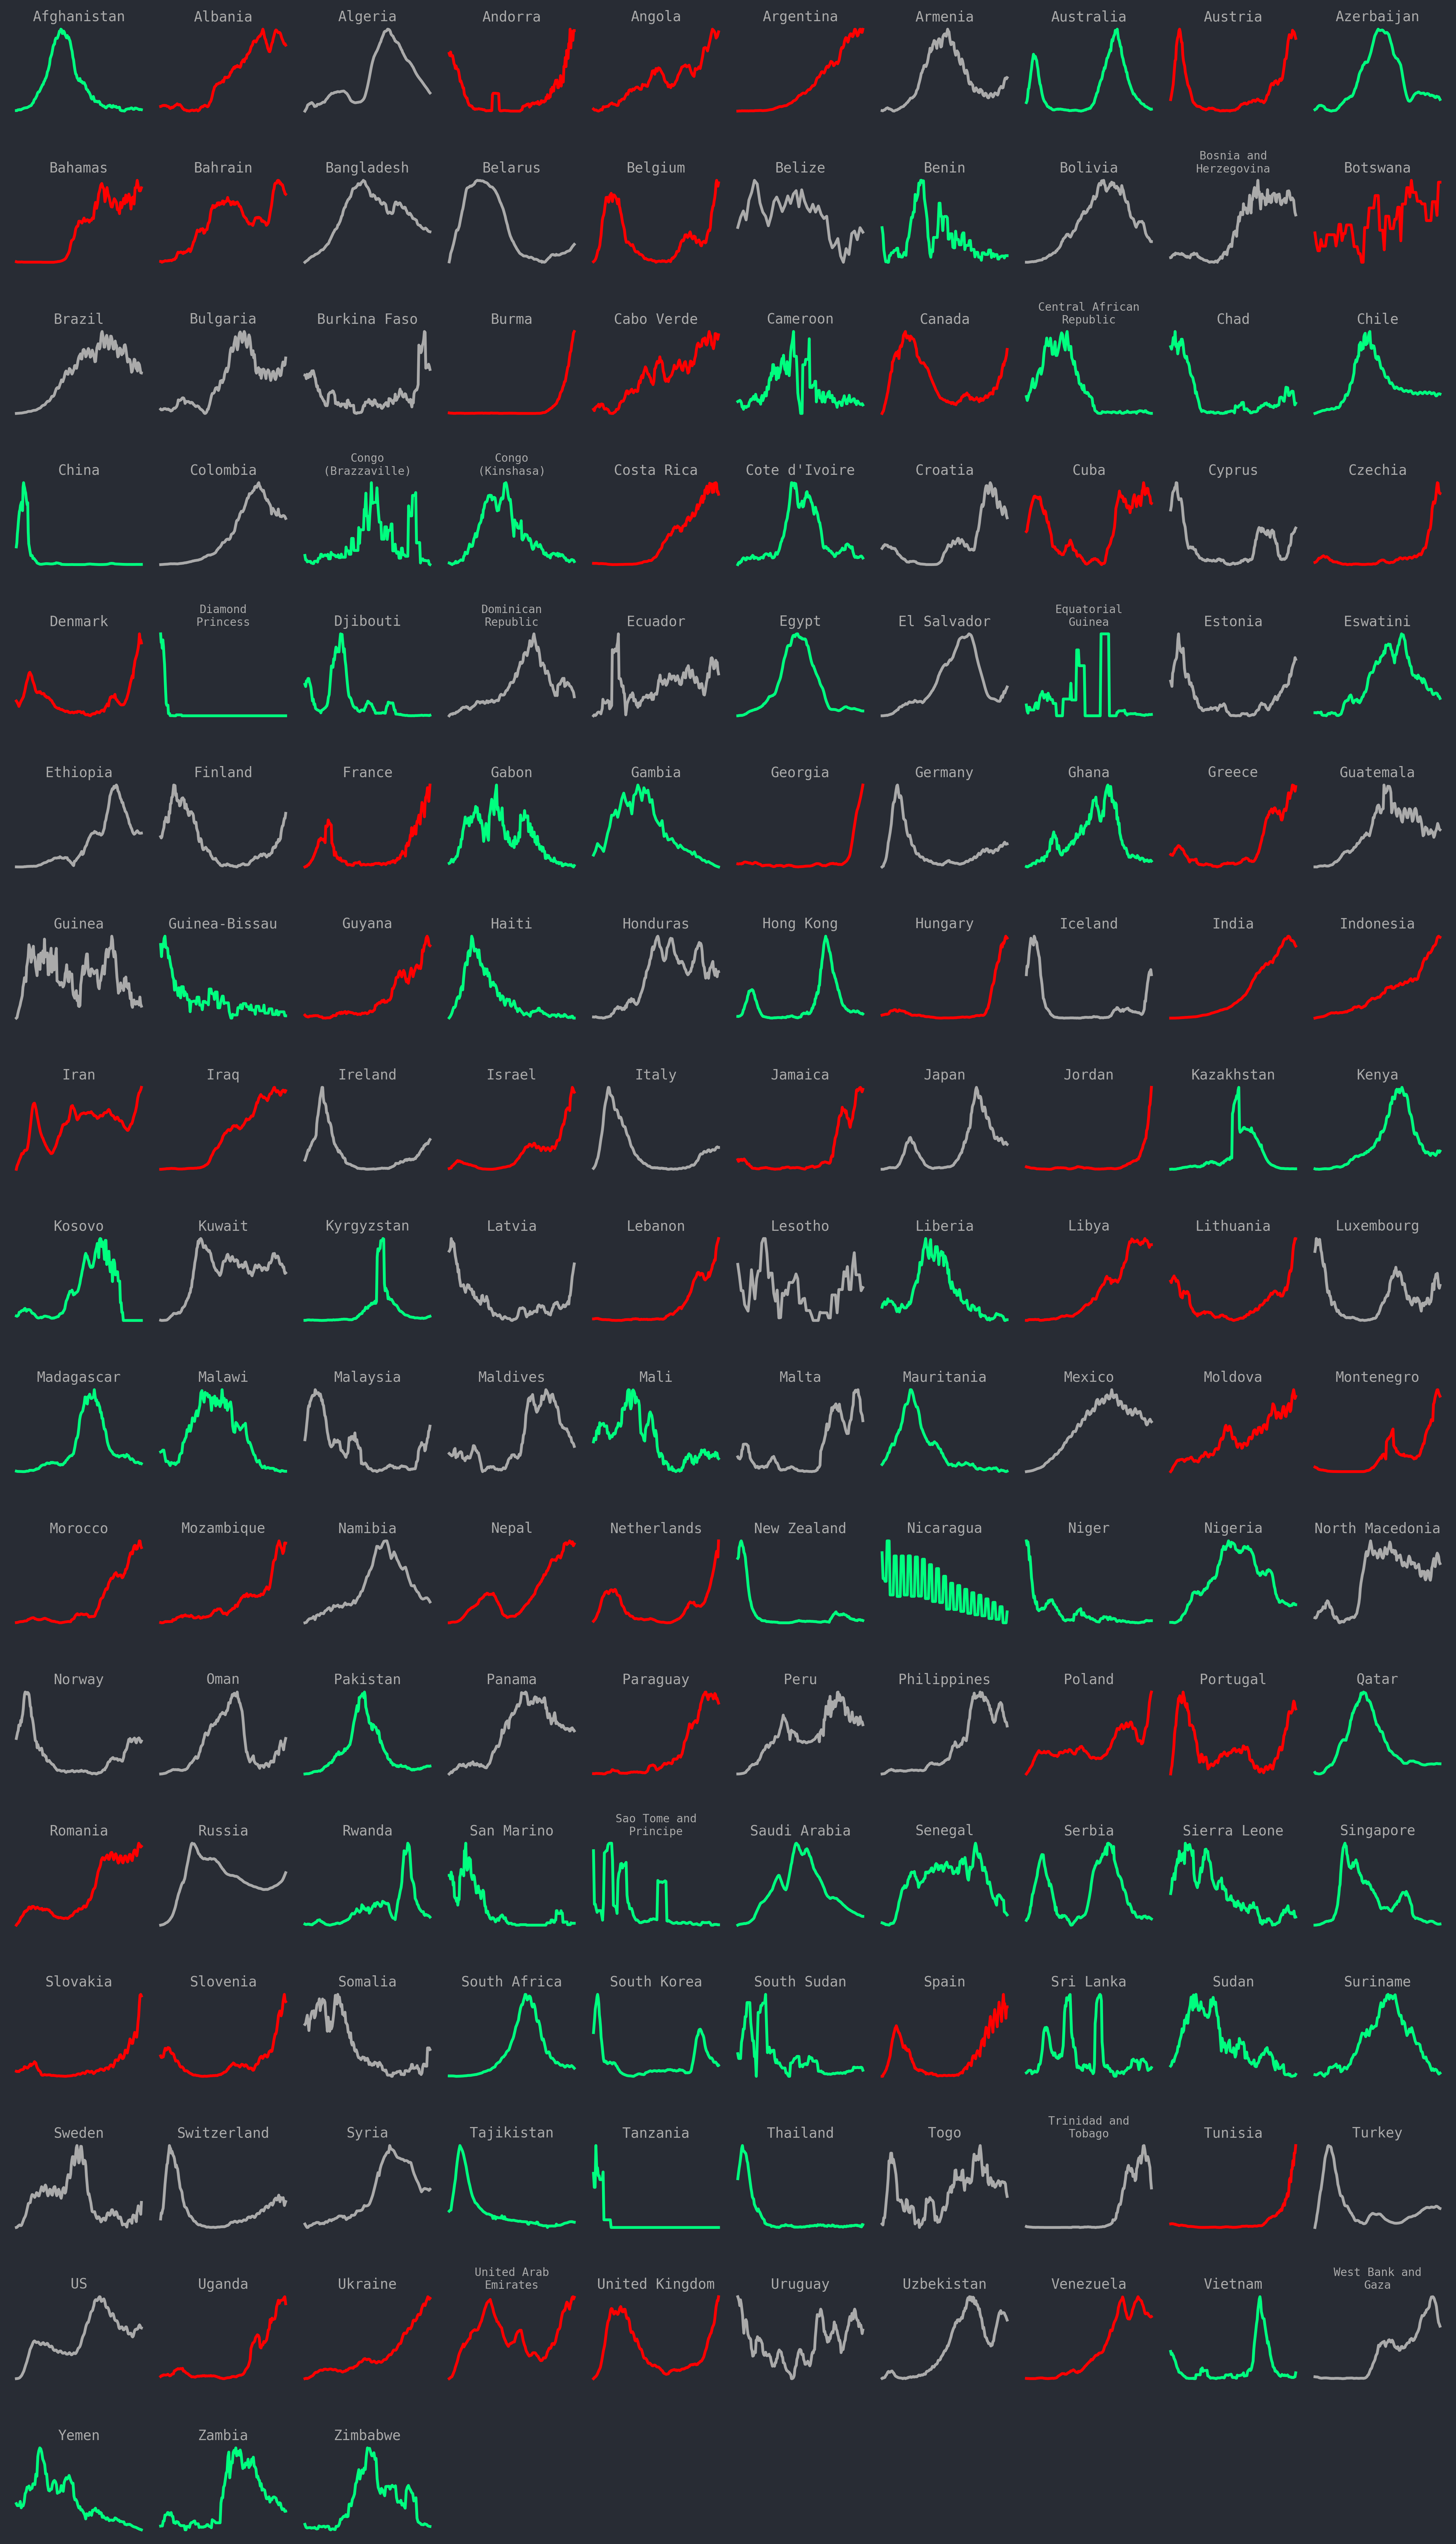 Afghanistan
Albania
Algeria
Andorra
Angola
Argentina
Armenia
Australia
Austria
Azerbaijan
Bahamas
Bahrain
Bangladesh
Belarus
Belgium
Belize
Benin
Bolivia
Bosnia and
Herzegovina
Botswana
Brazil
Bulgaria
Burkina Faso
Burma
Cabo Verde
Cameroon
Canada
Central African
Republic
Chad
Chile
China
Colombia
Congo
(Brazzaville)
Congo
(Kinshasa)
Costa Rica
Cote d'Ivoire
Croatia
Cuba
Cyprus
Czechia
Denmark
Diamond
Princess
Djibouti
Dominican
Republic
Ecuador
Egypt
El Salvador
Equatorial
Guinea
Estonia
Eswatini
Ethiopia
Finland
France
Gabon
Gambia
Georgia
Germany
Ghana
Greece
Guatemala
Guinea
Guinea-Bissau
Guyana
Haiti
Honduras
Hong Kong
Hungary
Iceland
India
Indonesia
Iran
Iraq
Ireland
Israel
Italy
Jamaica
Japan
Jordan
Kazakhstan
Kenya
Kosovo
Kuwait
Kyrgyzstan
Latvia
Lebanon
Lesotho
Liberia
Libya
Lithuania
Luxembourg
Madagascar
Malawi
Malaysia
Maldives
Mali
Malta
Mauritania
Mexico
Moldova
Montenegro
Morocco
Mozambique
Namibia
Nepal
Netherlands
New Zealand
Nicaragua
Niger
Nigeria
North Macedonia
Norway
Oman
Pakistan
Panama
Paraguay
Peru
Philippines
Poland
Portugal
Qatar
Romania
Russia
Rwanda
San Marino
Sao Tome and
Principe
Saudi Arabia
Senegal
Serbia
Sierra Leone
Singapore
Slovakia
Slovenia
Somalia
South Africa
South Korea
South Sudan
Spain
Sri Lanka
Sudan
Suriname
Sweden
Switzerland
Syria
Tajikistan
Tanzania
Thailand
Togo
Trinidad and
Tobago
Tunisia
Turkey
US
Uganda
Ukraine
United Arab
Emirates
United Kingdom
Uruguay
Uzbekistan
Venezuela
Vietnam
West Bank and
Gaza
Yemen
Zambia
Zimbabwe